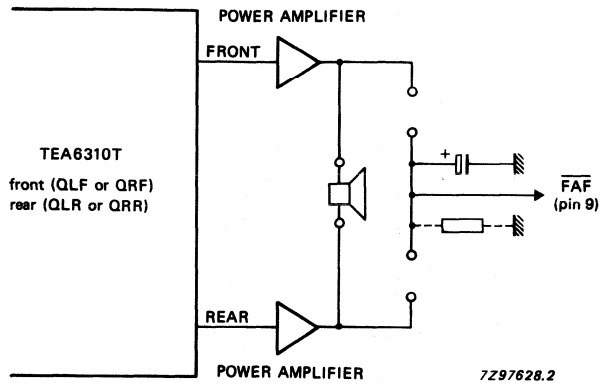 POWER AMPLIFIER
FRONT
TEA6310T
front (QLF or QRF)
rear (QLR or QRR)
+
FAF
(pin 9)
REAR
POWER AMPLIFIER
7Z97628.2